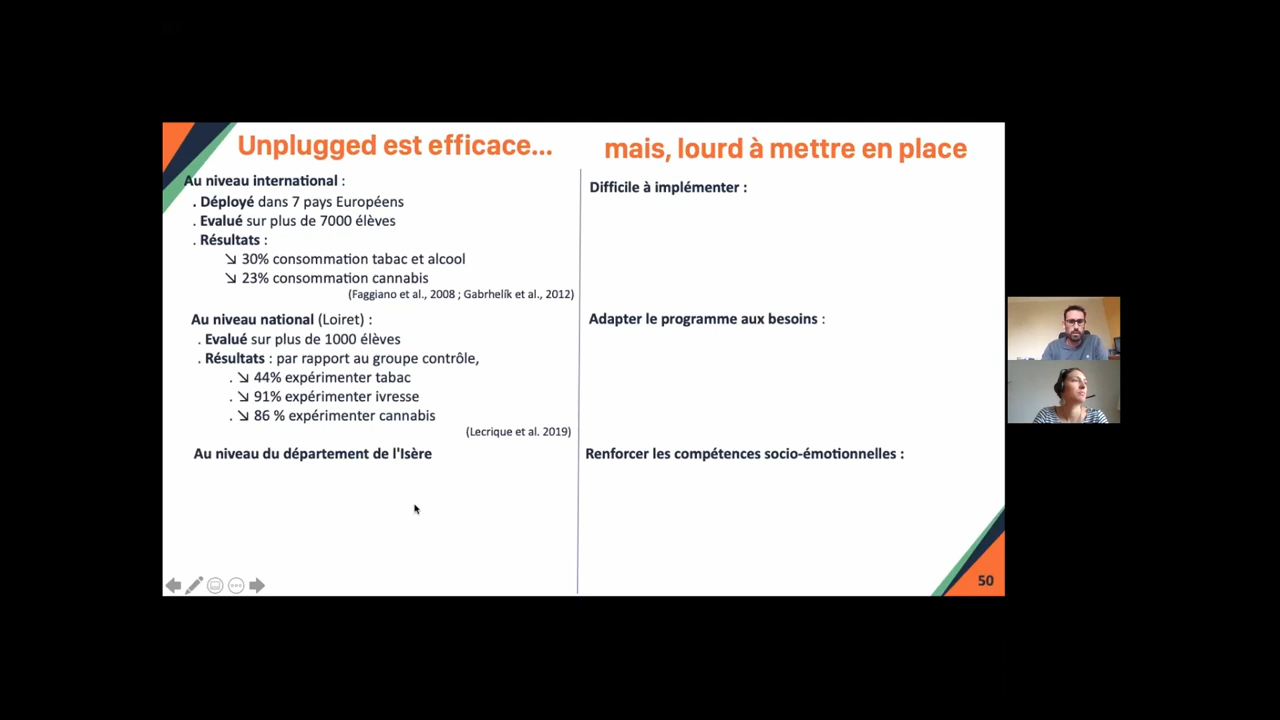 Unplugged est efficace...
Au niveau international :
. Déployé dans 7 pays Européens
. Evalué sur plus de 7000 élèves
. Résultats :
↘ 30% consommation tabac et alcool
↘ 23% consommation cannabis
(Faggiano et al., 2008 ; Gabrhelík et al., 2012)
Au niveau national (Loiret) :
. Evalué sur plus de 1000 élèves
. Résultats : par rapport au groupe contrôle,
. ↘ 44% expérimenter tabac
. ↘ 91% expérimenter ivresse
. ↘ 86 % expérimenter cannabis
(Lecrique et al. 2019)
Au niveau du département de l'Isère
mais, lourd à mettre en place
Difficile à implémenter :
Adapter le programme aux besoins :
Renforcer les compétences socio-émotionnelles :
50